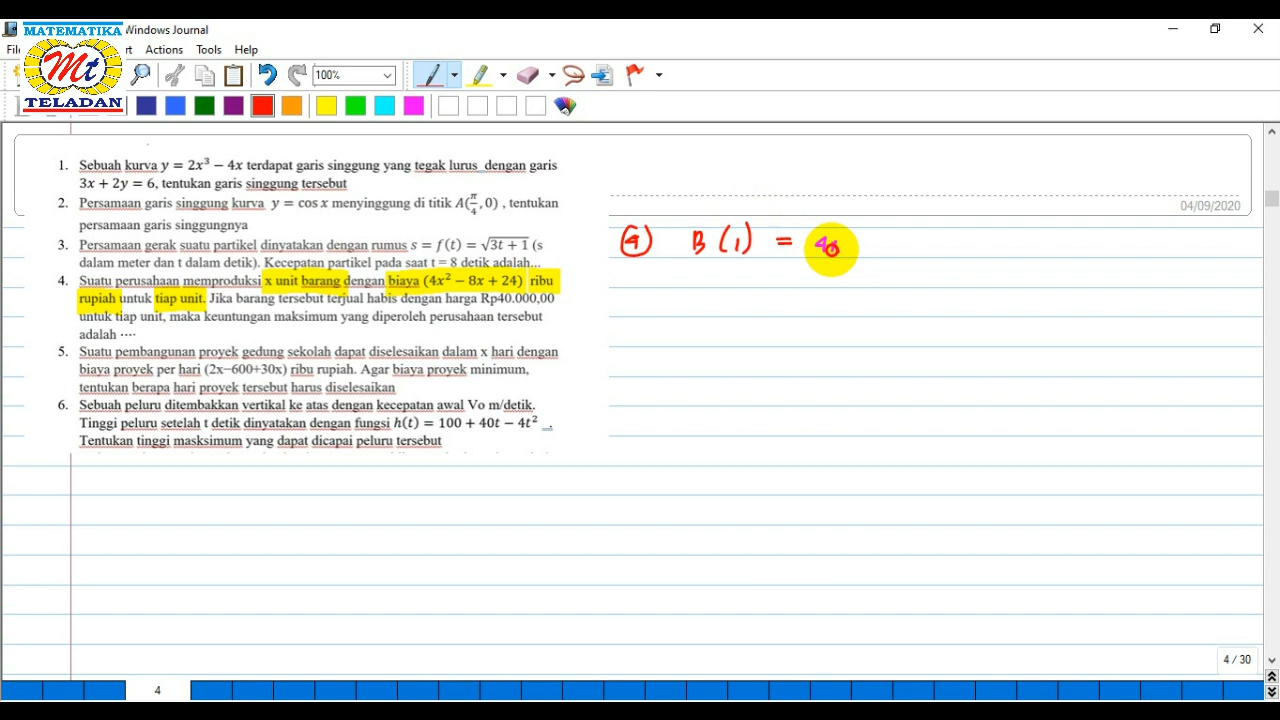 MATEMATIKA
Mt
TELADAN
Windows Journal
Actions Tools Help
100%
04/09/2020
1. Sebuah kurva y = 2x³ − 4x terdapat garis singgung yang tegak lurus dengan garis
3x + 2y = 6, tentukan garis singgung tersebut
2. Persamaan garis singgung kurva y = cos x menyinggung di titik A(π/4, 0) , tentukan
persamaan garis singgungnya
3. Persamaan gerak suatu partikel dinyatakan dengan rumus s = f(t) = √3t + 1 (s
dalam meter dan t dalam detik). Kecepatan partikel pada saat t = 8 detik adalah...
4. Suatu perusahaan memproduksi x unit barang dengan biaya (4x² − 8x + 24) ribu
rupiah untuk tiap unit. Jika barang tersebut terjual habis dengan harga Rp40.000,00
untuk tiap unit, maka keuntungan maksimum yang diperoleh perusahaan tersebut
adalah ....
5. Suatu pembangunan proyek gedung sekolah dapat diselesaikan dalam x hari dengan
biaya proyek per hari (2x−600+30x) ribu rupiah. Agar biaya proyek minimum,
tentukan berapa hari proyek tersebut harus diselesaikan
6. Sebuah peluru ditembakkan vertikal ke atas dengan kecepatan awal Vo m/detik.
Tinggi peluru setelah t detik dinyatakan dengan fungsi h(t) = 100 + 40t − 4t² .
Tentukan tinggi masksimum yang dapat dicapai peluru tersebut
4 B (1) = 4
4 / 30
4